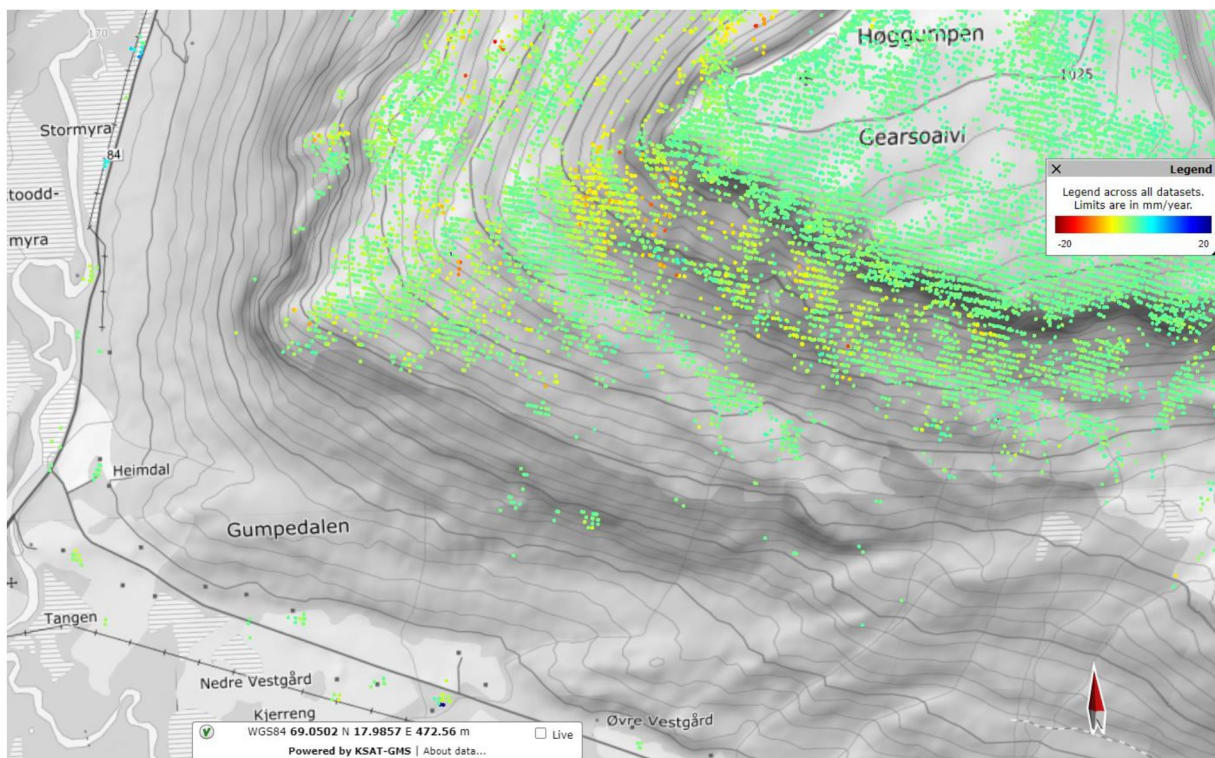 170
Høggumpen
1025
Stormyra
Gearsoaivi
84
Legend
toodd-
Legend across all datasets.
Limits are in mm/year.
myra
-20 20
Heimdal
Gumpedalen
Tangen
Nedre Vestgård
Kjerreng
Øvre Vestgård
WGS84 69.0502 N 17.9857 E 472.56 m
Live
Powered by KSAT-GMS | About data...